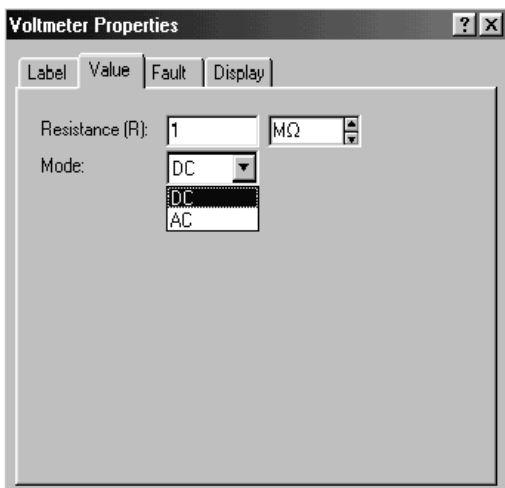 Voltmeter Properties ? ×
Label Value Fault Display
Resistance (R): 1 MΩ
Mode: DC
DC
AC